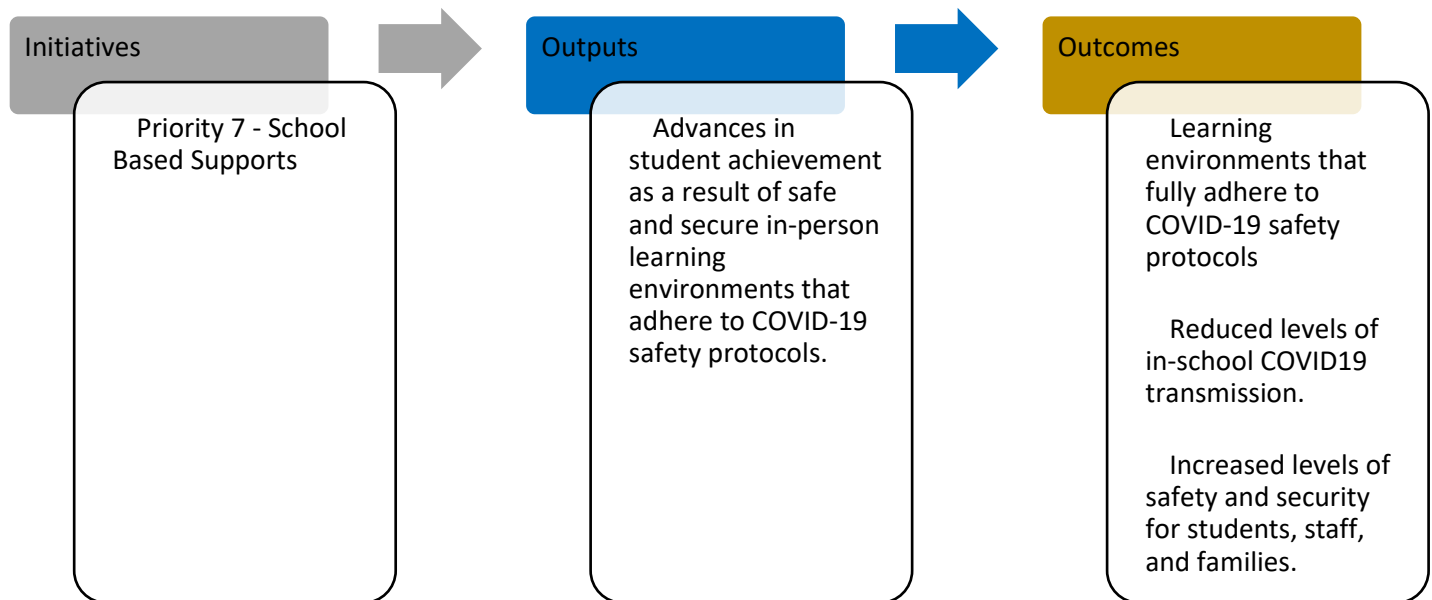 Initiatives
Priority 7 - School
Based Supports
Outputs
Advances in
student achievement
as a result of safe
and secure in-person
learning
environments that
adhere to COVID-19
safety protocols.
Outcomes
Learning
environments that
fully adhere to
COVID-19 safety
protocols
Reduced levels of
in-school COVID19
transmission.
Increased levels of
safety and security
for students, staff,
and families.